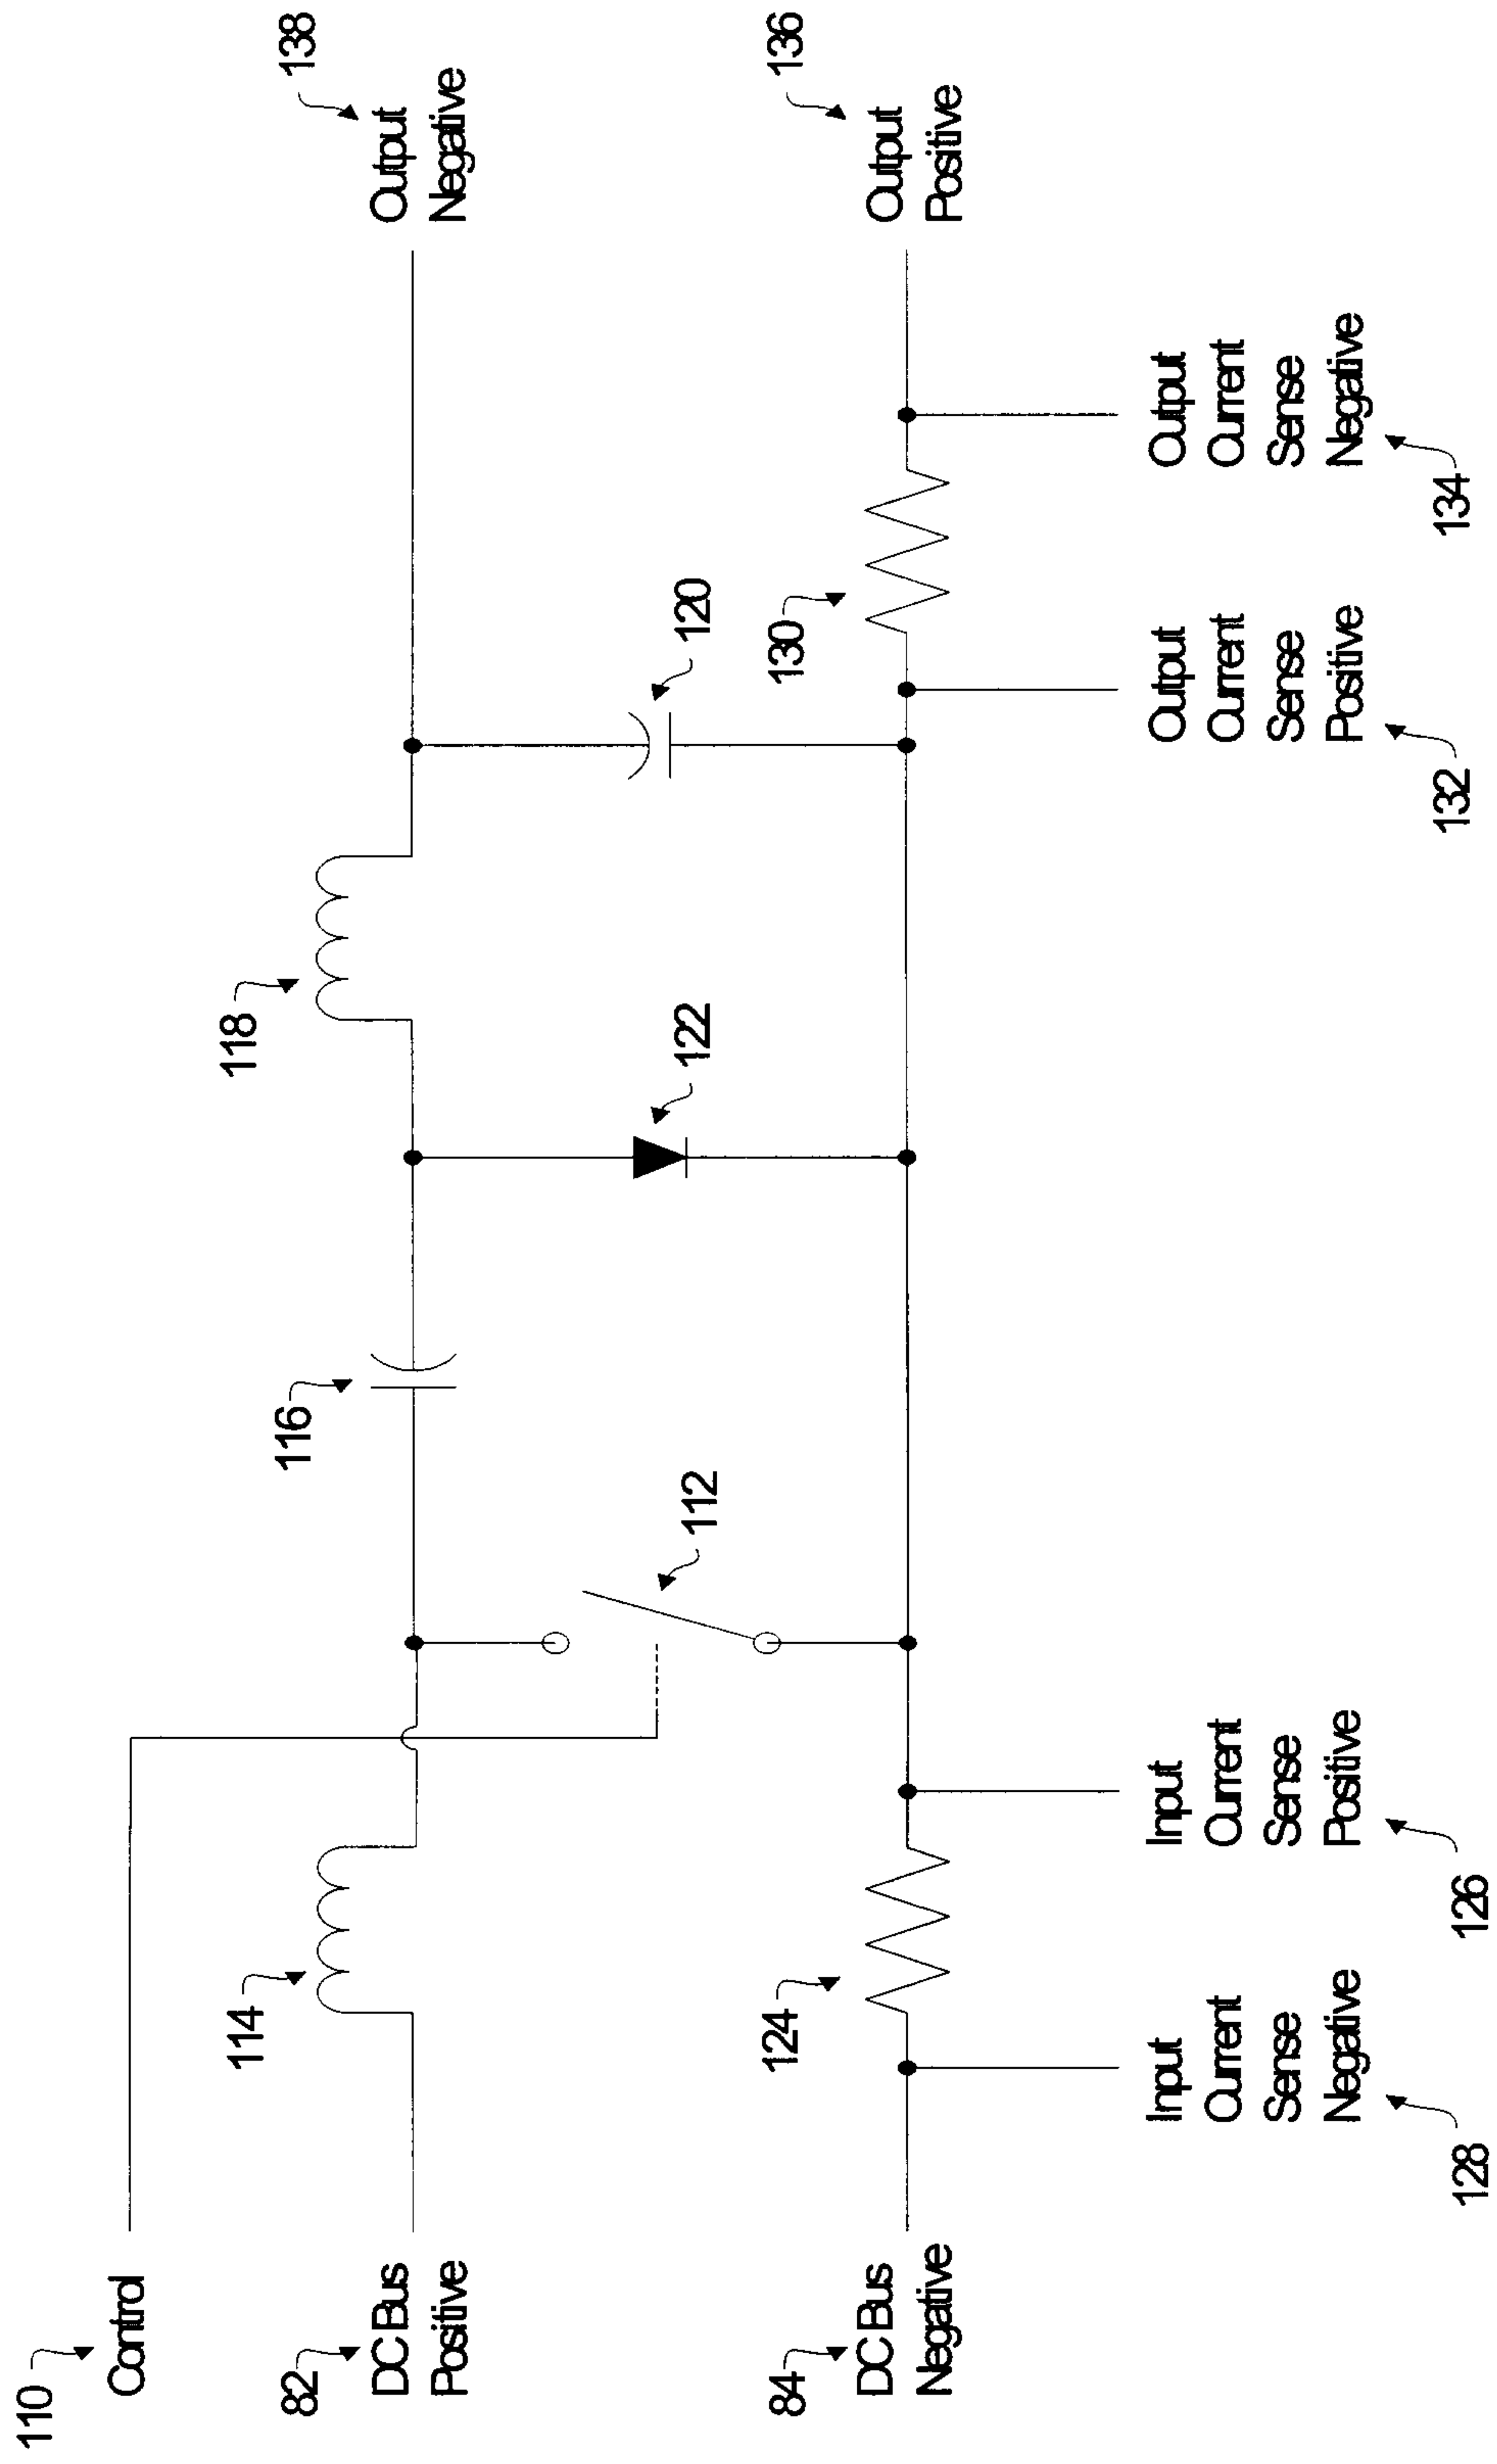 110
Control
82
DC Bus
Positive
84
DC Bus
Negative
114
116
118
138
Output
Negative
112
122
120
124
130
136
Output
Positive
Input
Current
Sense
Negative
128
Input
Current
Sense
Positive
126
Output
Current
Sense
Positive
132
Output
Current
Sense
Negative
134